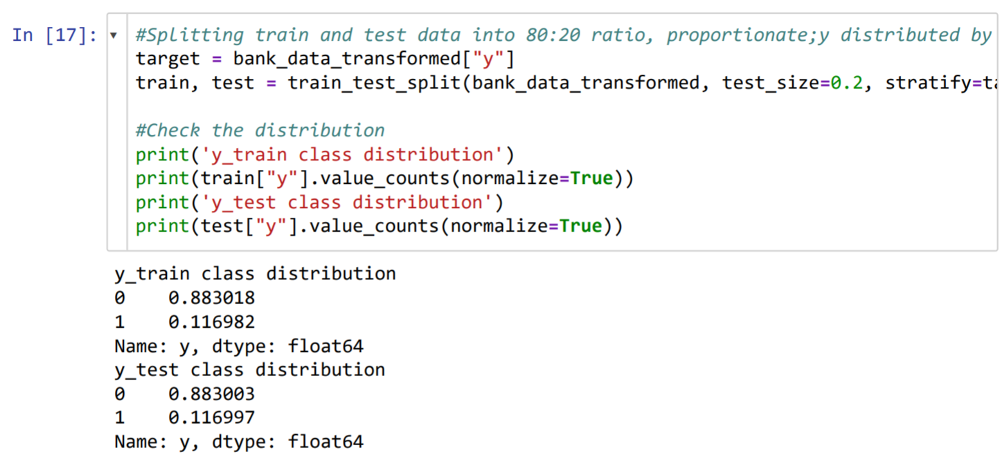 In [17]:
#Splitting train and test data into 80:20 ratio, proportionate;y distributed by
target = bank_data_transformed["y"]
train, test = train_test_split(bank_data_transformed, test_size=0.2, stratify=ta
#Check the distribution
print('y_train class distribution')
print(train["y"].value_counts(normalize=True))
print('y_test class distribution')
print(test["y"].value_counts(normalize=True))
y_train class distribution
0    0.883018
1    0.116982
Name: y, dtype: float64
y_test class distribution
0    0.883003
1    0.116997
Name: y, dtype: float64